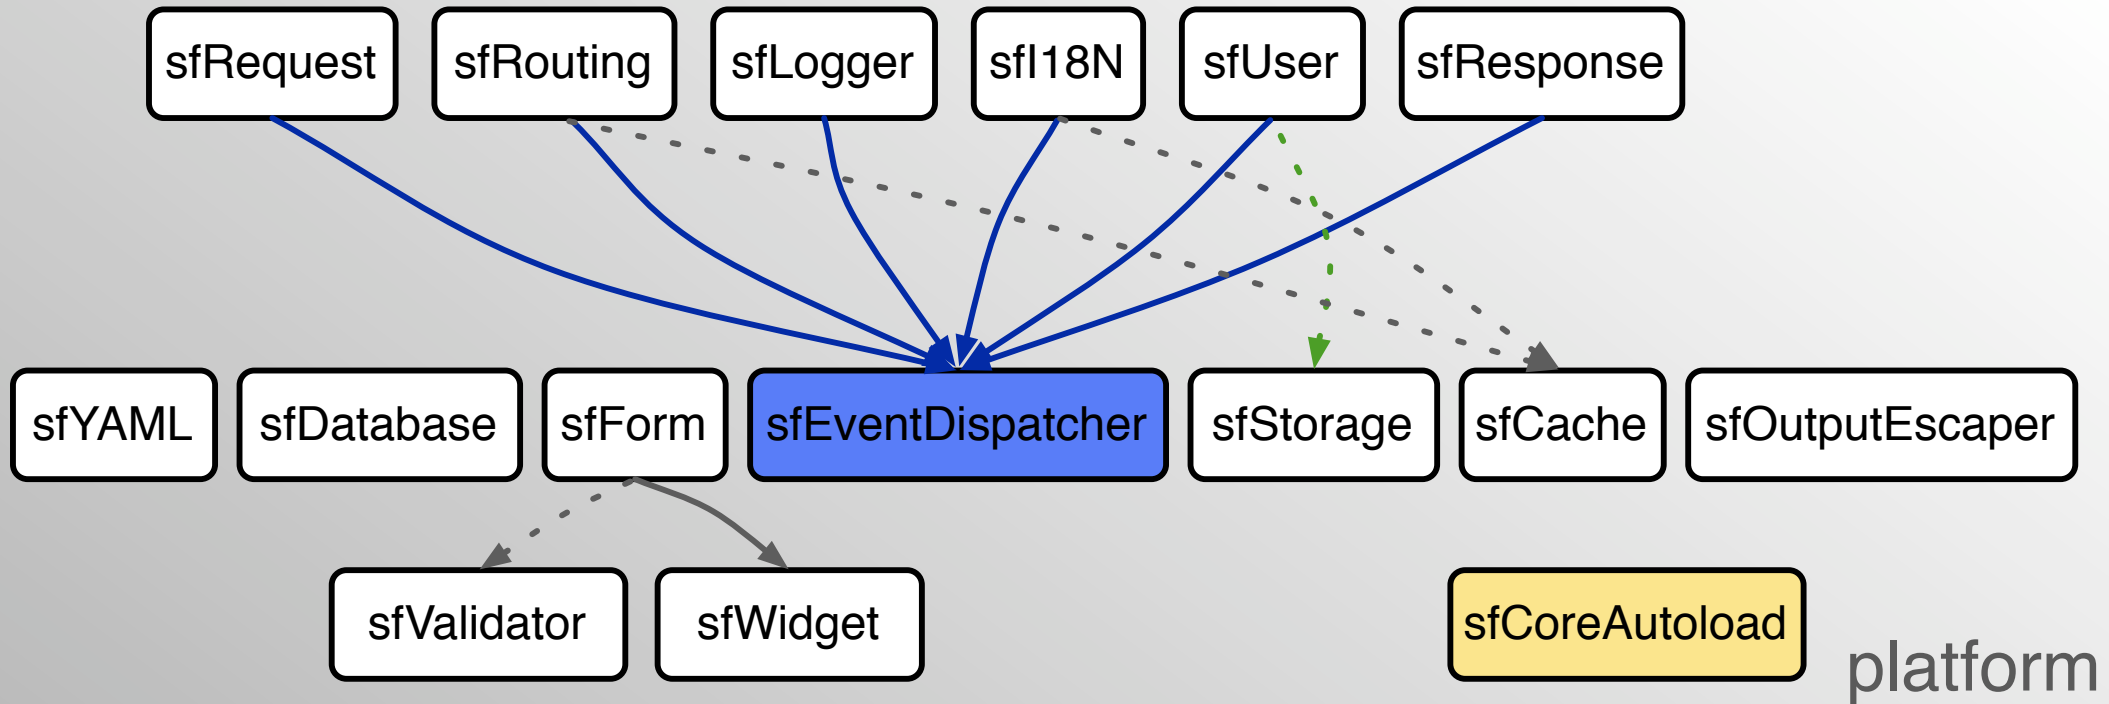 sfRequest sfRouting sfLogger sfI18N sfUser sfResponse
sfYAML sfDatabase sfForm sfEventDispatcher sfStorage sfCache sfOutputEscaper
sfValidator sfWidget sfCoreAutoload
platform